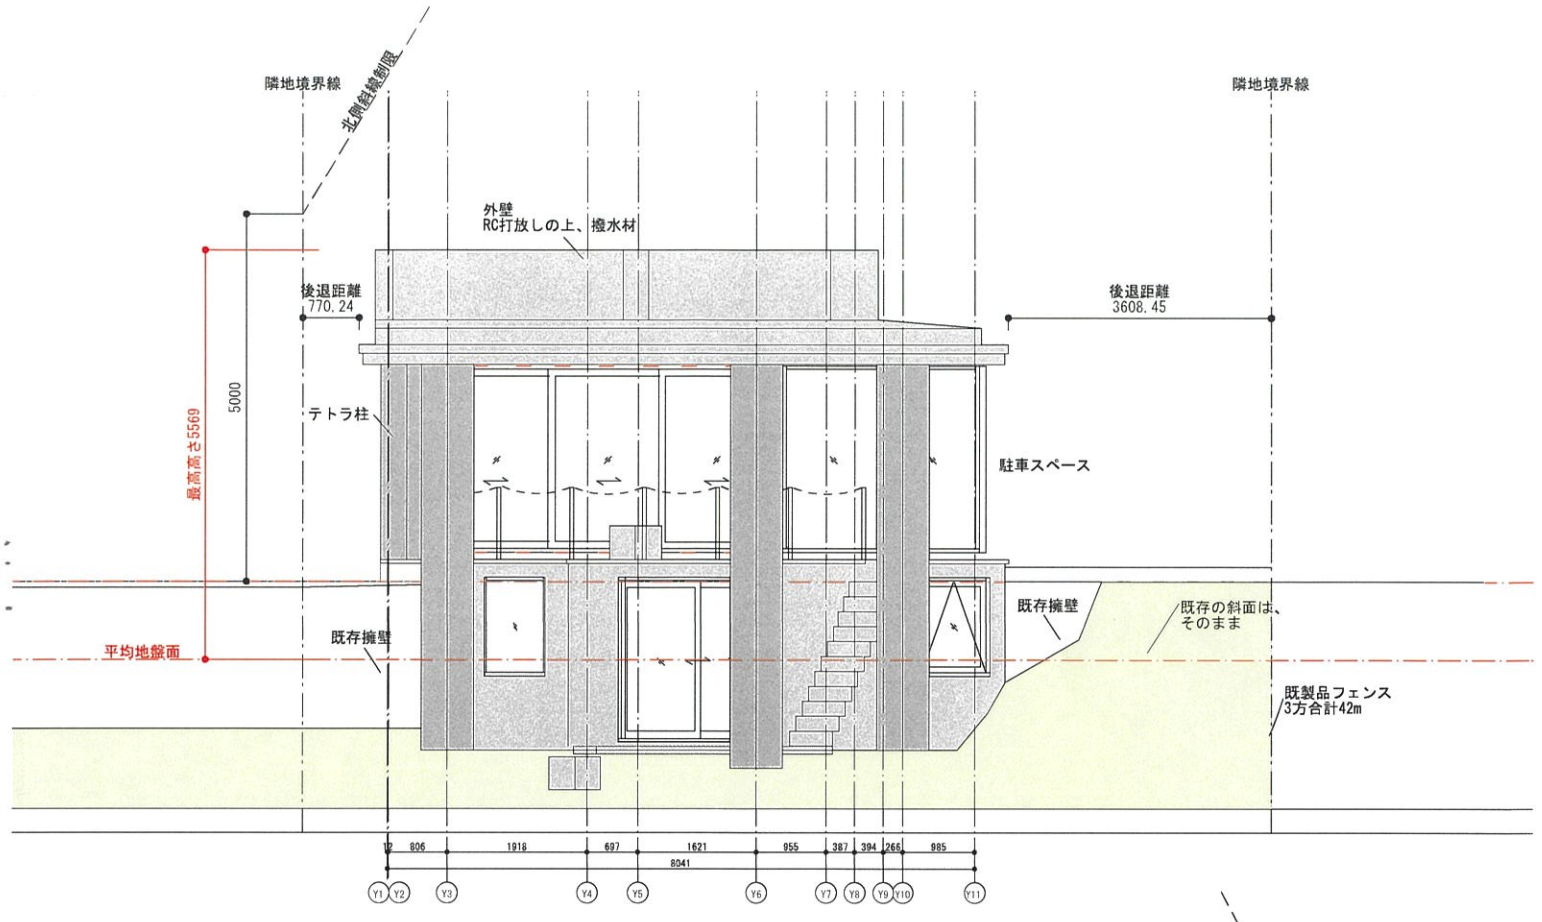 隣地境界線
北側斜線制限
隣地境界線
外壁
RC打放しの上、撥水材
後退距離
770.24
後退距離
3608.45
5000
最高高さ5569
テトラ柱
駐車スペース
既存擁壁
既存の斜面は、
そのまま
既存擁壁
平均地盤面
既製品フェンス
3方合計42m
12 806 1918 697 1621 955 387 394 266 985
8041
Y1 Y2 Y3 Y4 Y5 Y6 Y7 Y8 Y9 Y10 Y11